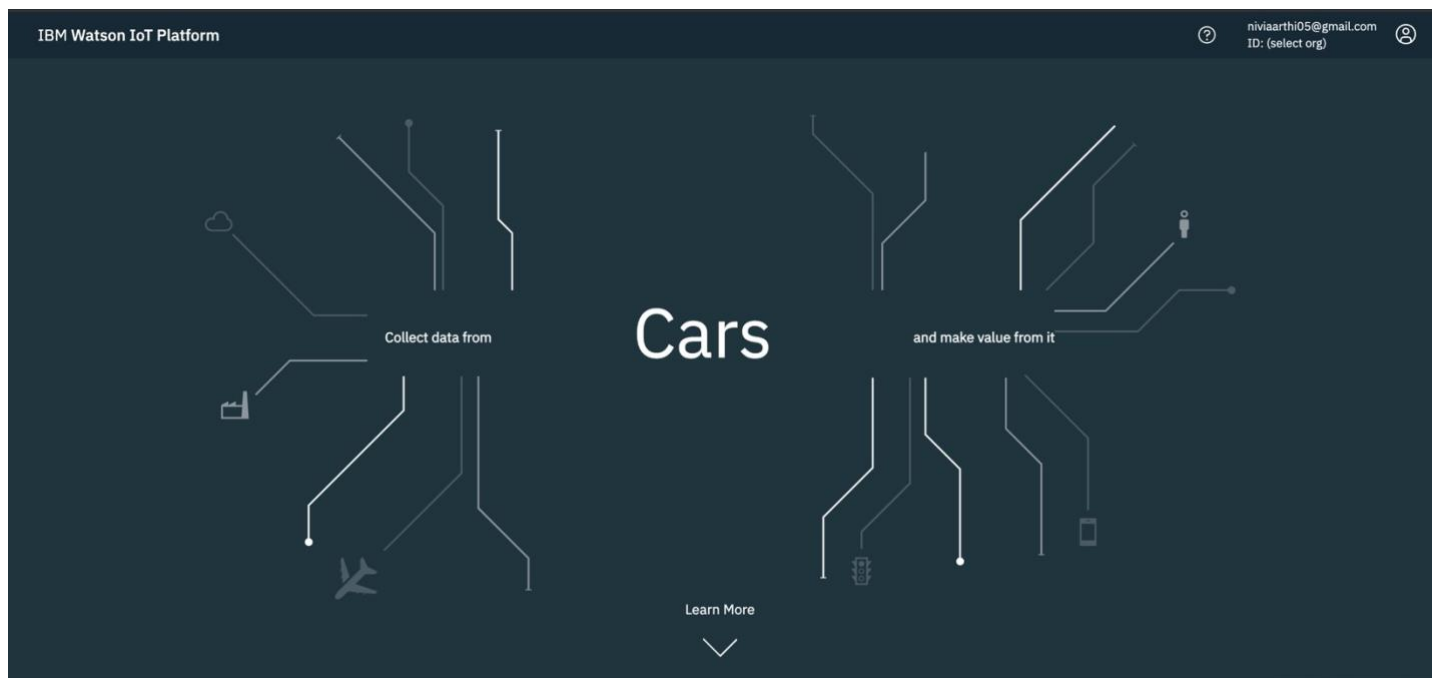 IBM Watson IoT Platform
niviaarthi05@gmail.com
ID: (select org)
Collect data from
Cars
and make value from it
Learn More